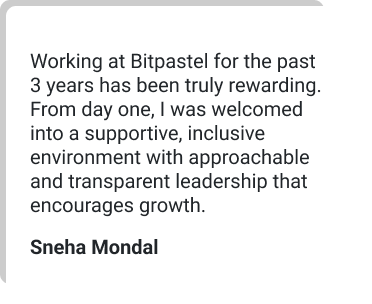 Working at Bitpastel for the past
3 years has been truly rewarding.
From day one, I was welcomed
into a supportive, inclusive
environment with approachable
and transparent leadership that
encourages growth.
Sneha Mondal